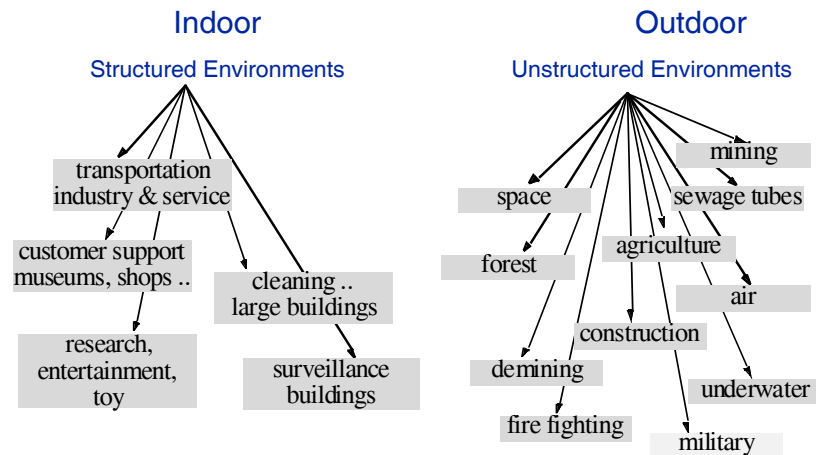 Indoor
Structured Environments
transportation
industry & service
customer support
museums, shops ..
cleaning ..
large buildings
research,
entertainment,
toy
surveillance
buildings
Outdoor
Unstructured Environments
mining
space
sewage tubes
agriculture
forest
air
construction
demining
underwater
fire fighting
military